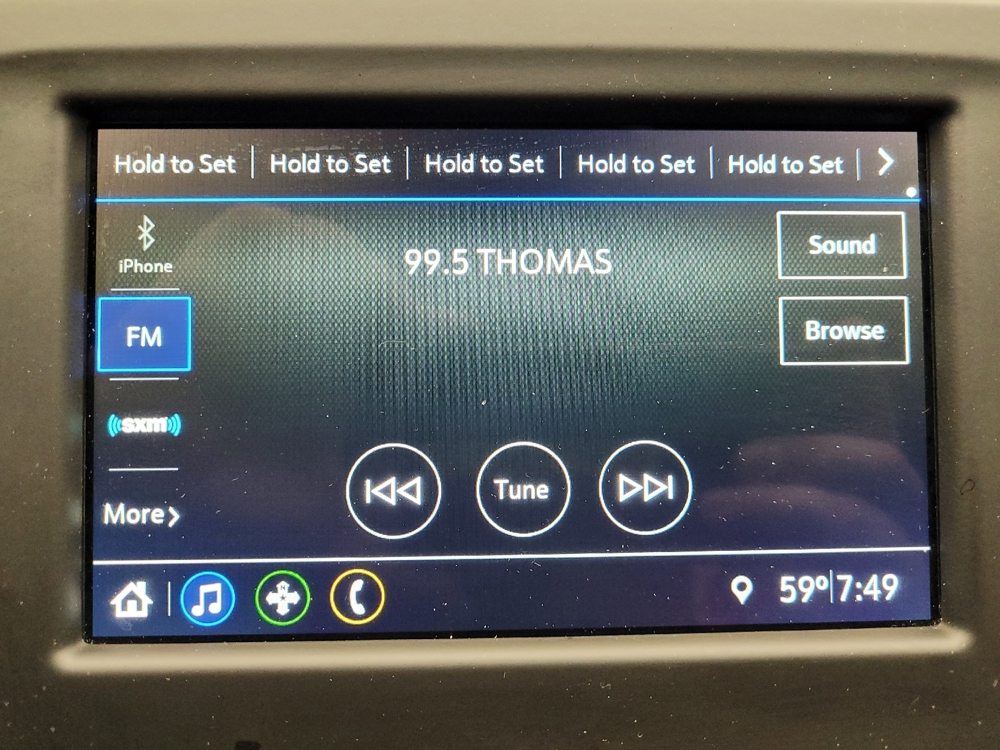 Hold to Set Hold to Set Hold to Set Hold to Set Hold to Set
iPhone
99.5 THOMAS
Sound
FM
Browse
sxm
More
Tune
59° 7:49